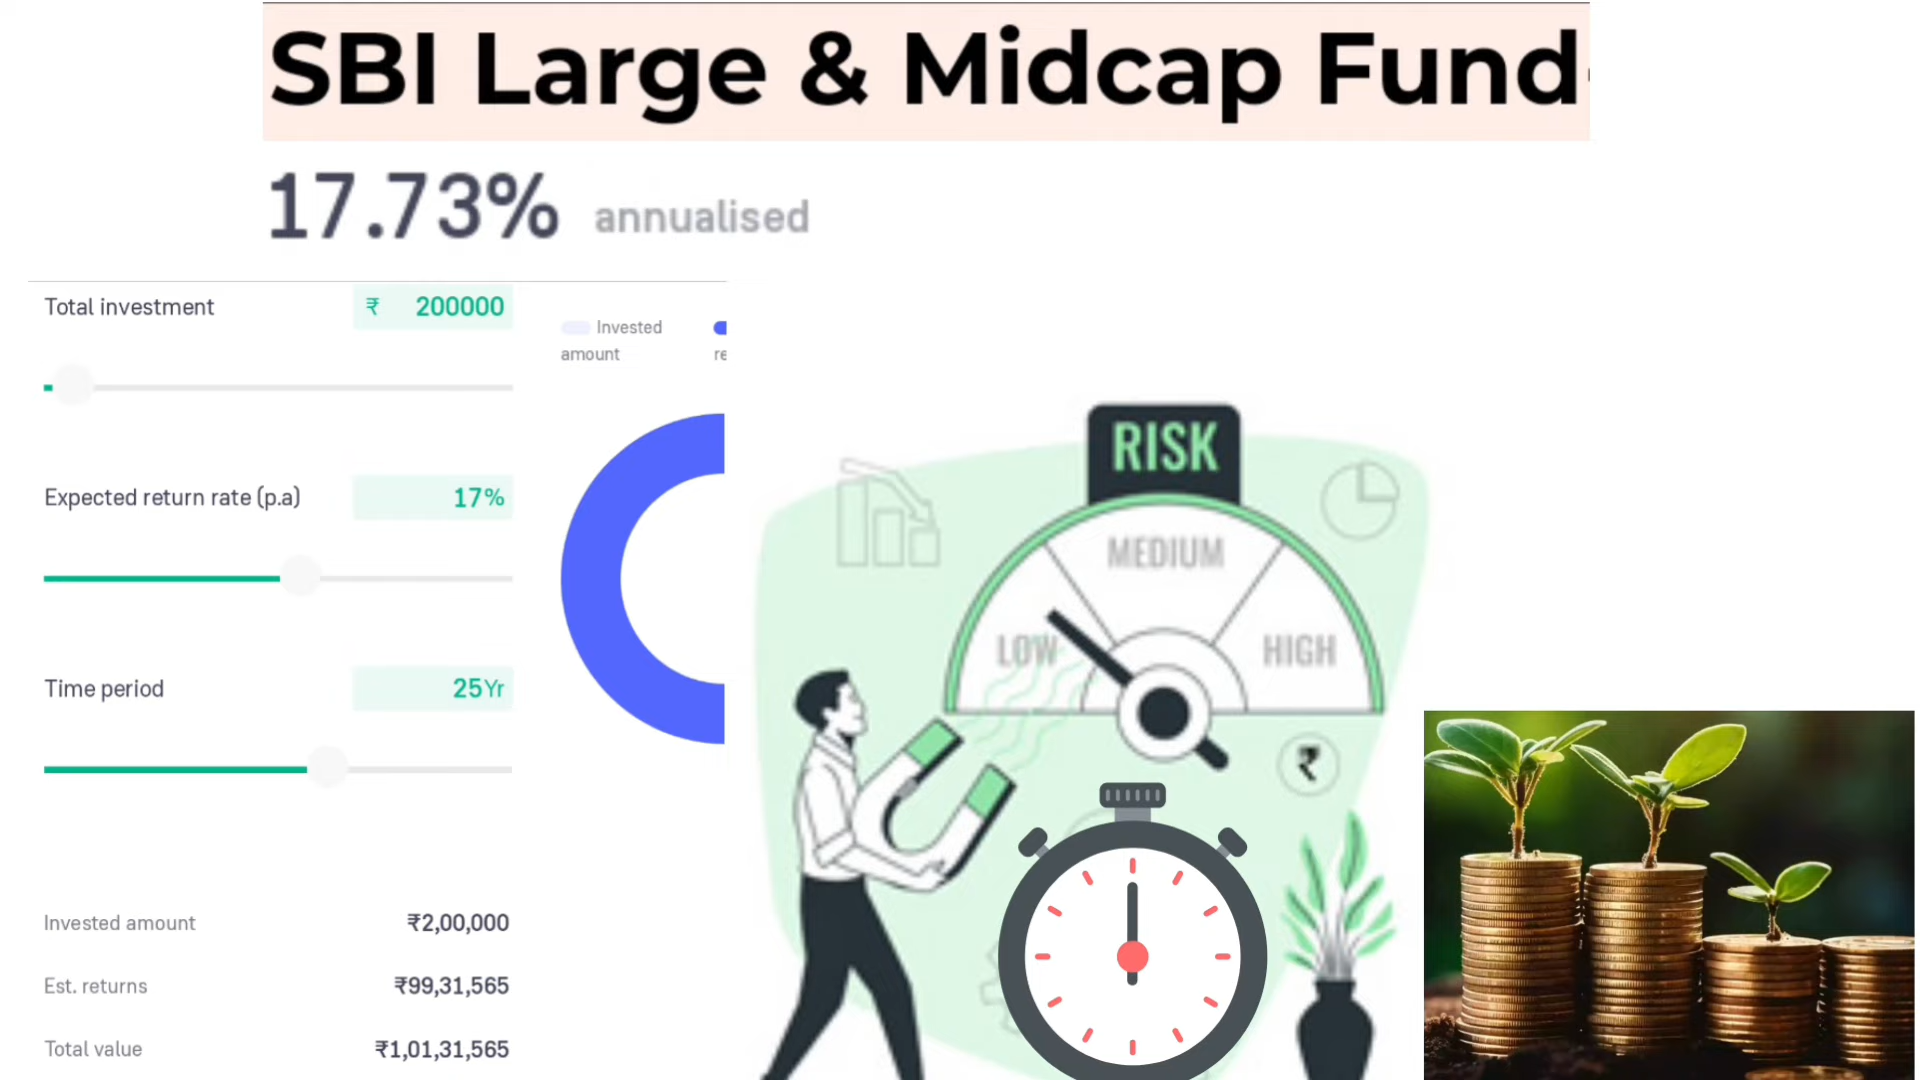 SBI Large & Midcap Fund
17.73% annualised
Total investment ₹ 200000
Invested
amount
re
Expected return rate (p.a) 17%
Time period 25Yr
Invested amount ₹2,00,000
Est. returns ₹99,31,565
Total value ₹1,01,31,565
RISK
MEDIUM
LOW
HIGH
₹